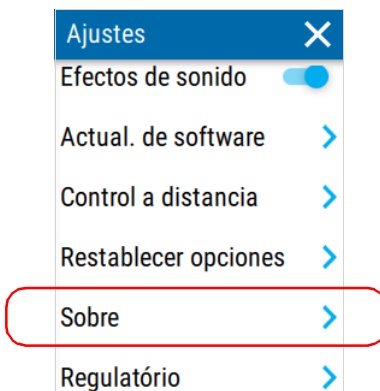 Ajustes
Efectos de sonido
Actual. de software
Control a distancia
Restablecer opciones
Sobre
Regulatório